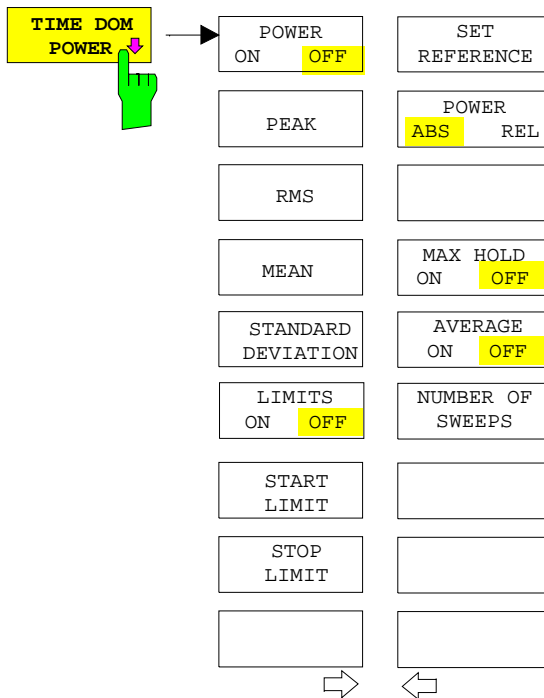 TIME DOM
POWER
POWER
ON OFF
PEAK
RMS
MEAN
STANDARD
DEVIATION
LIMITS
ON OFF
START
LIMIT
STOP
LIMIT
SET
REFERENCE
POWER
ABS REL
MAX HOLD
ON OFF
AVERAGE
ON OFF
NUMBER OF
SWEEPS